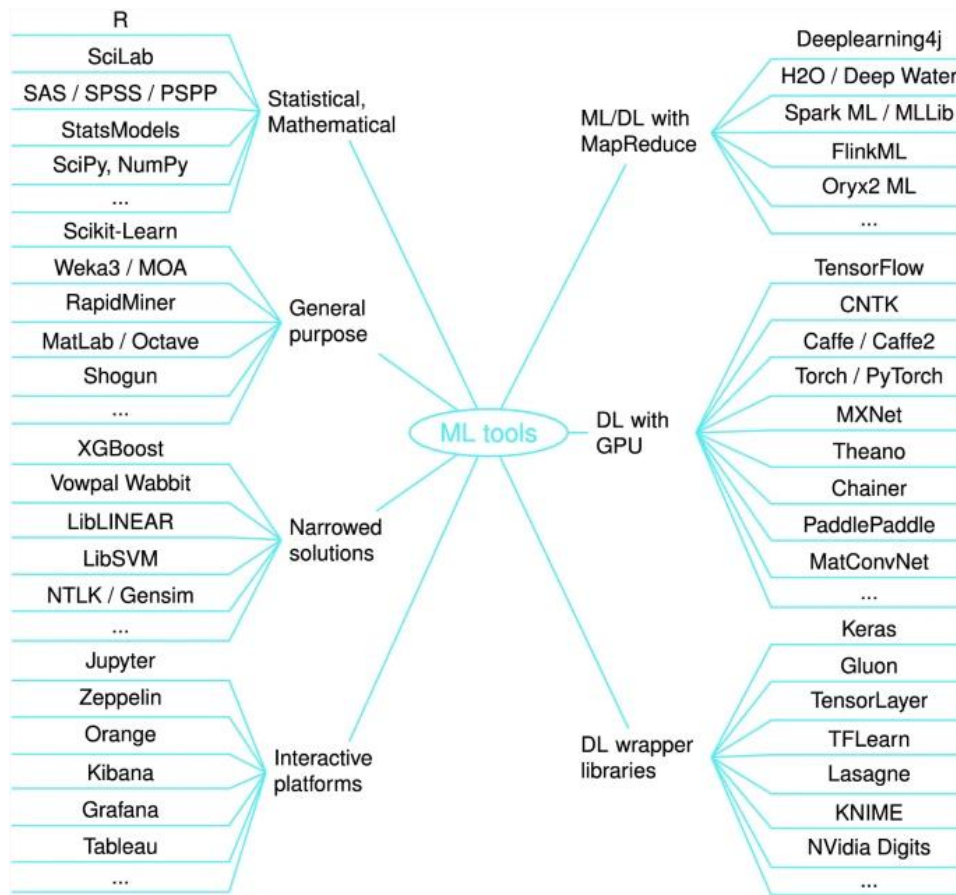 R
SciLab
SAS / SPSS / PSPP
StatsModels
SciPy, NumPy
...
Statistical,
Mathematical
Scikit-Learn
Weka3 / MOA
RapidMiner
MatLab / Octave
Shogun
...
General
purpose
XGBoost
Vowpal Wabbit
LibLINEAR
LibSVM
NTLK / Gensim
...
Narrowed
solutions
Jupyter
Zeppelin
Orange
Kibana
Grafana
Tableau
...
Interactive
platforms
ML tools
ML/DL with
MapReduce
Deeplearning4j
H2O / Deep Water
Spark ML / MLLib
FlinkML
Oryx2 ML
...
DL with
GPU
TensorFlow
CNTK
Caffe / Caffe2
Torch / PyTorch
MXNet
Theano
Chainer
PaddlePaddle
MatConvNet
...
DL wrapper
libraries
Keras
Gluon
TensorLayer
TFLearn
Lasagne
KNIME
NVidia Digits
...